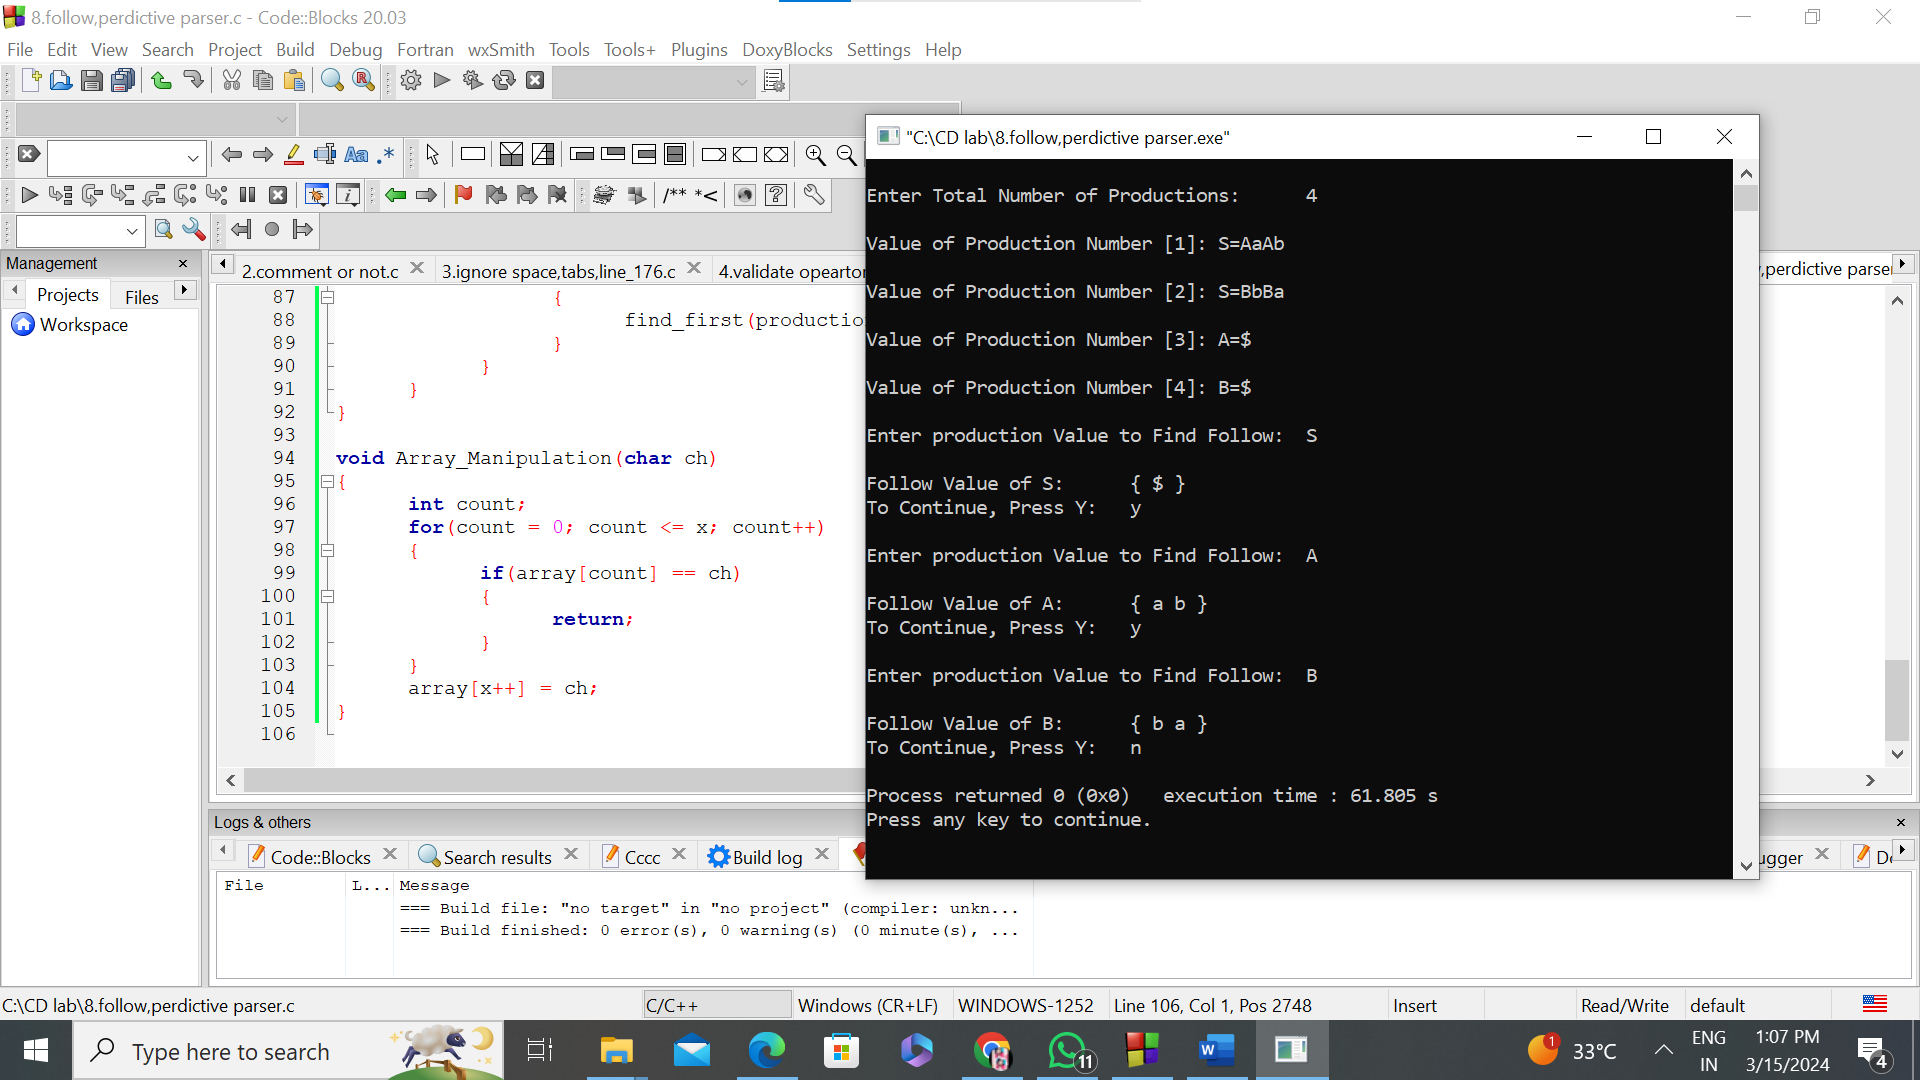 8.follow,perdictive parser.c - Code::Blocks 20.03
File Edit View Search Project Build Debug Fortran wxSmith Tools Tools+ Plugins DoxyBlocks Settings Help
"C:\CD lab\8.follow,perdictive parser.exe"
Enter Total Number of Productions: 4
Value of Production Number [1]: S=AaAb
Value of Production Number [2]: S=BbBa
Value of Production Number [3]: A=$
Value of Production Number [4]: B=$
Enter production Value to Find Follow: S
Follow Value of S: { $ }
To Continue, Press Y: y
Enter production Value to Find Follow: A
Follow Value of A: { a b }
To Continue, Press Y: y
Enter production Value to Find Follow: B
Follow Value of B: { b a }
To Continue, Press Y: n
Process returned 0 (0x0) execution time : 61.805 s
Press any key to continue.
Management
Projects Files
Workspace
2.comment or not.c 3.ignore space,tabs,line_176.c 4.validate opeartor ,perdictive parser
87 {
88 find_first(productio
89 }
90 }
91 }
92 }
93
94 void Array_Manipulation(char ch)
95 {
96 int count;
97 for(count = 0; count <= x; count++)
98 {
99 if(array[count] == ch)
100 {
101 return;
102 }
103 }
104 array[x++] = ch;
105 }
106
Logs & others
Code::Blocks Search results Cccc Build log ugger
File L... Message
=== Build file: "no target" in "no project" (compiler: unkn...
=== Build finished: 0 error(s), 0 warning(s) (0 minute(s), ...
C:\CD lab\8.follow,perdictive parser.c C/C++ Windows (CR+LF) WINDOWS-1252 Line 106, Col 1, Pos 2748 Insert Read/Write default
Type here to search
11
1
33°C
ENG
IN
1:07 PM
3/15/2024
4